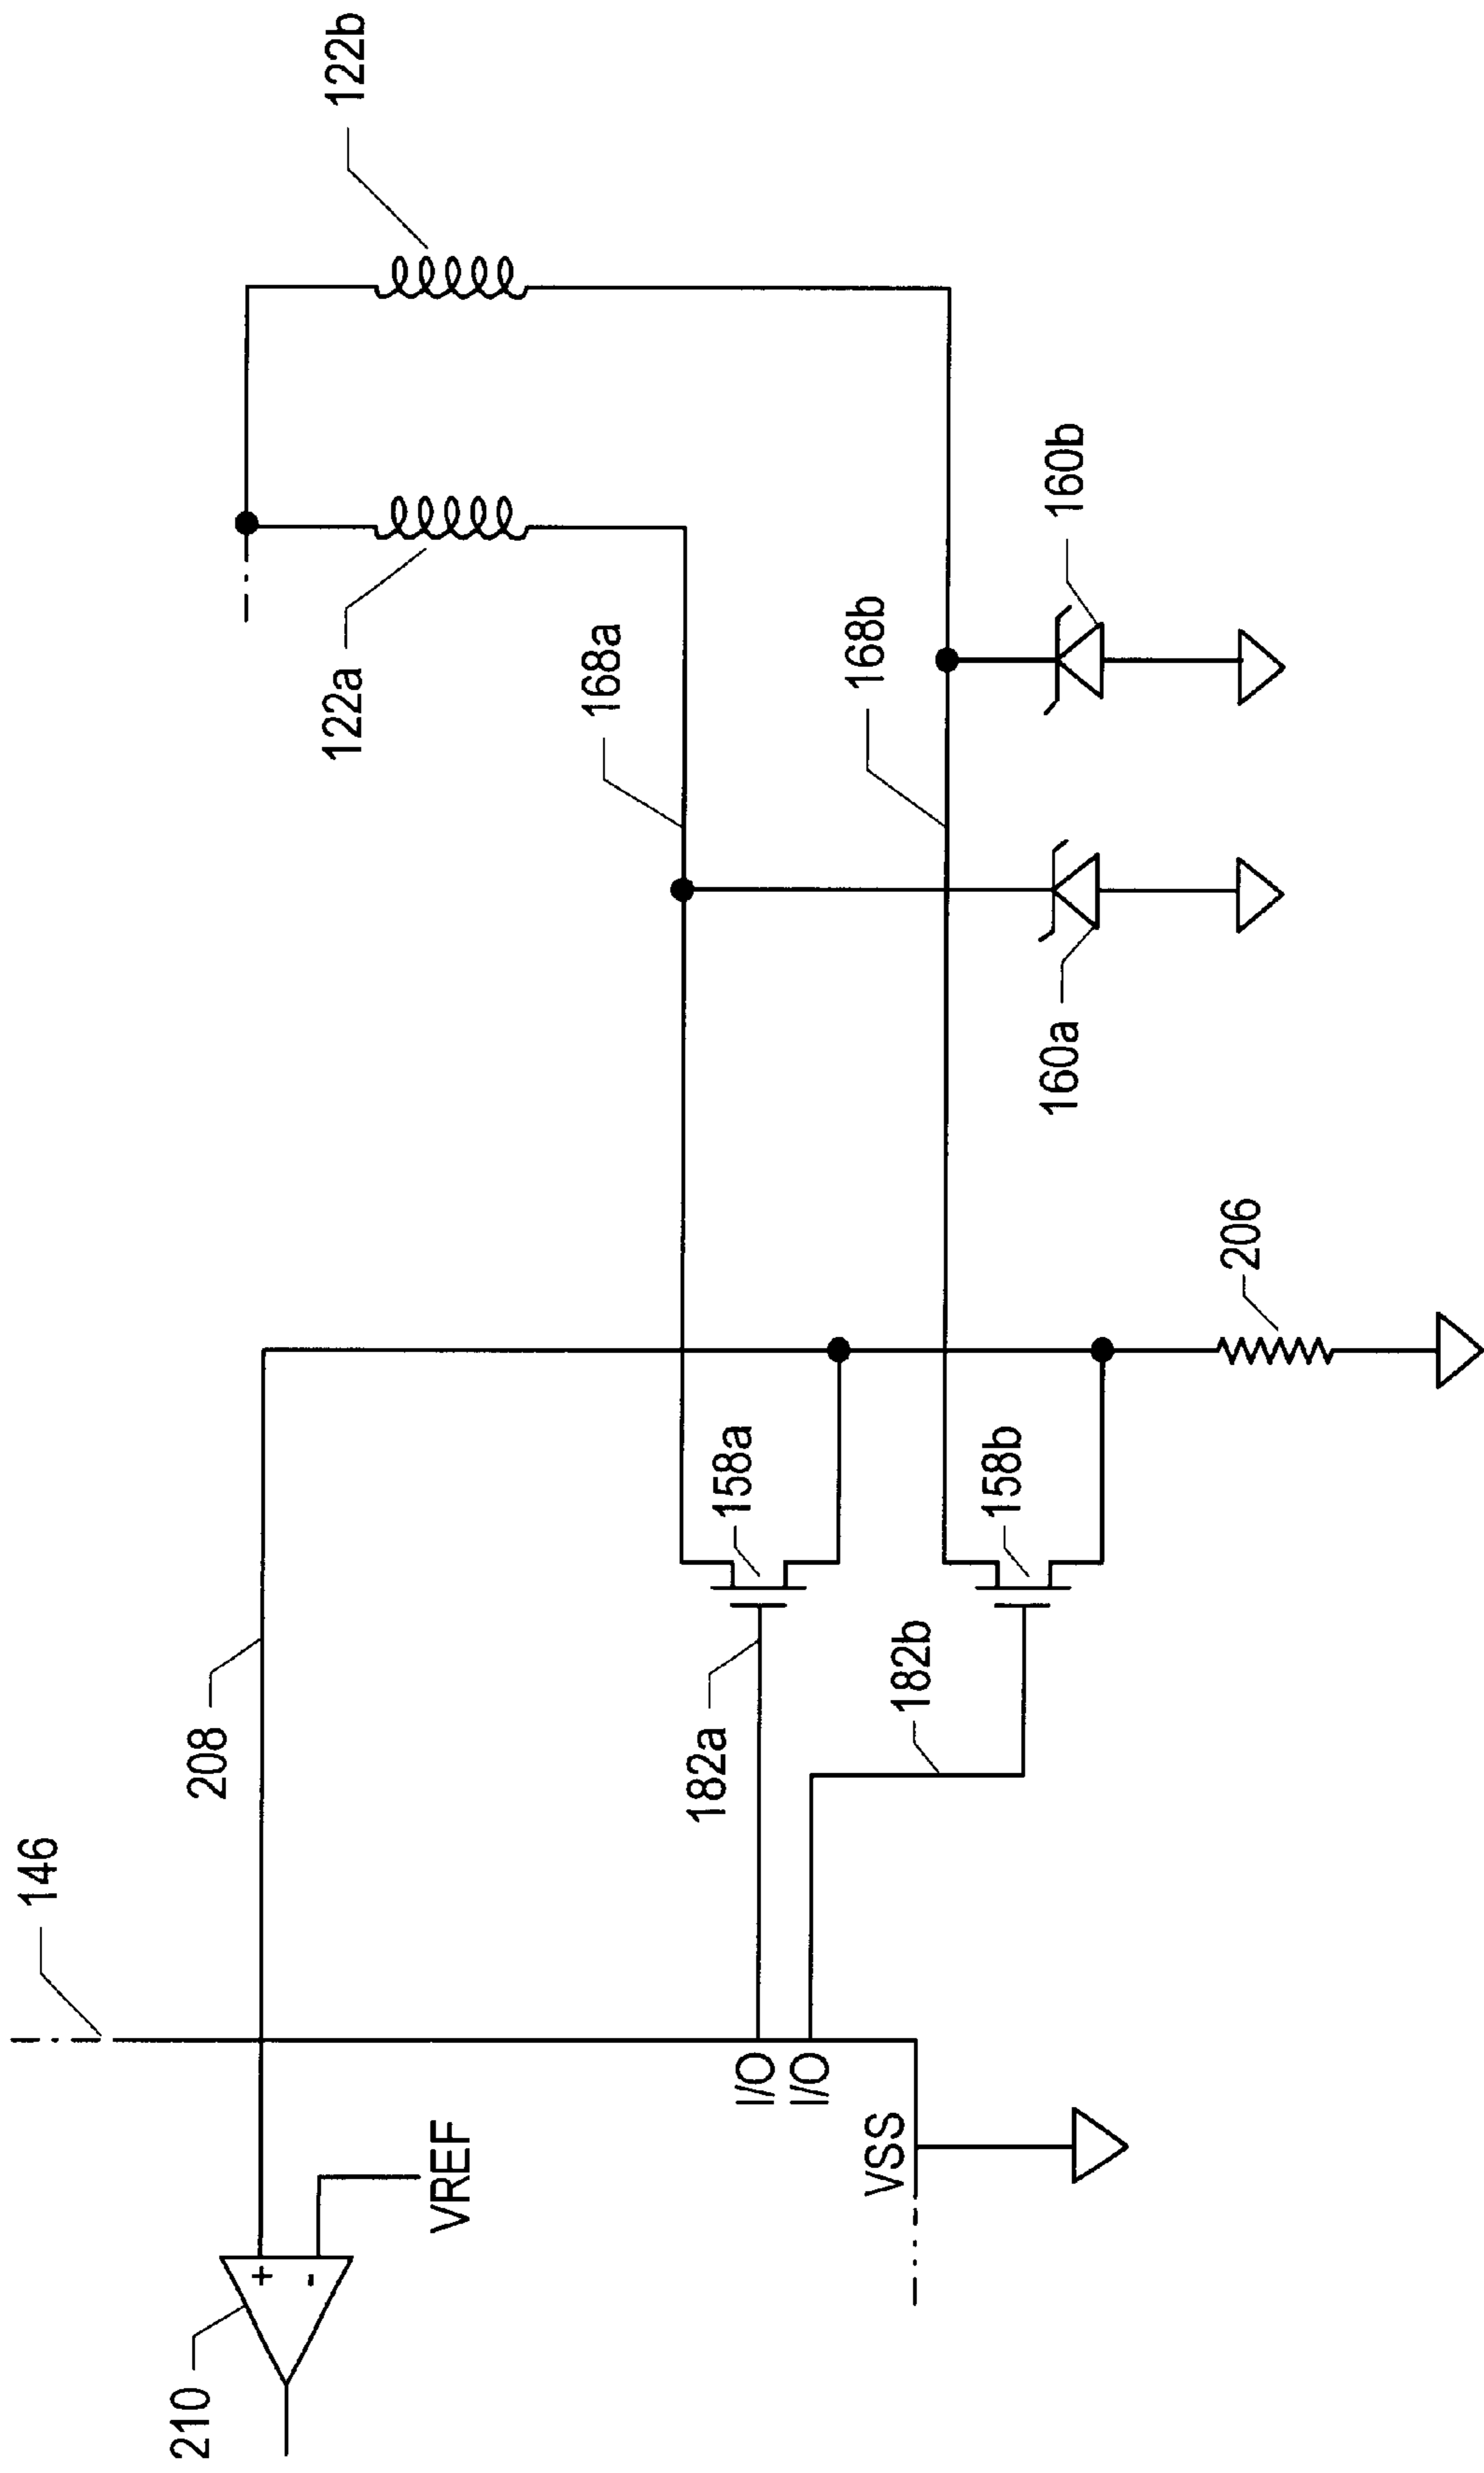 122b
122a
168a
168b
160b
160a
206
158a
158b
208
182a
182b
146
I/O
I/O
VSS
VREF
+
-
210